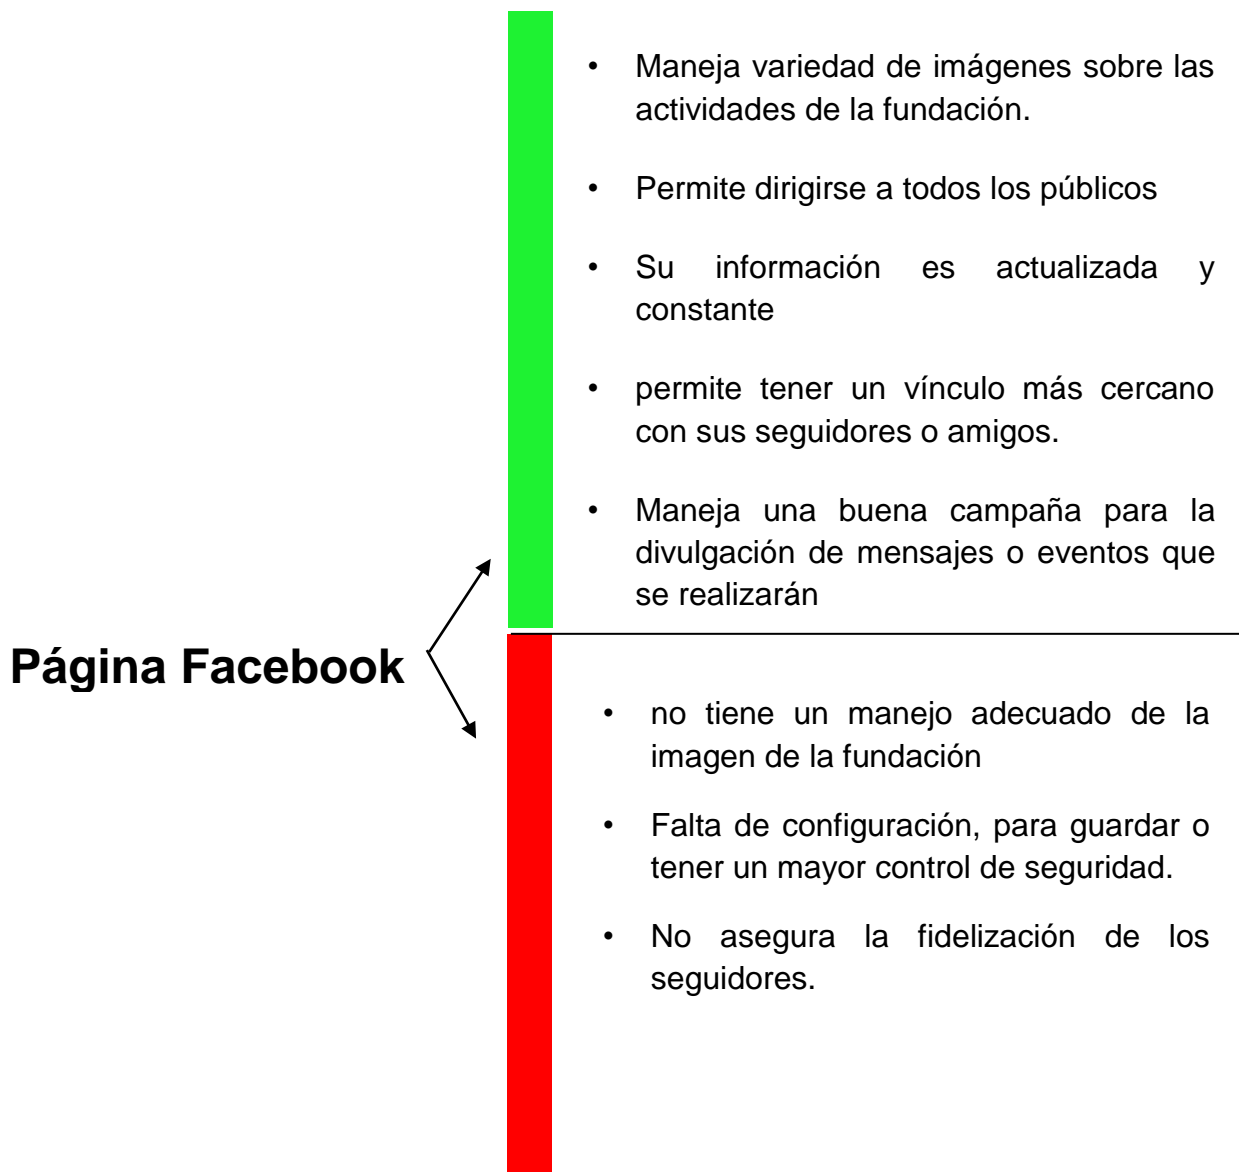 • Maneja variedad de imágenes sobre las
actividades de la fundación.
• Permite dirigirse a todos los públicos
• Su información es actualizada y
constante
• permite tener un vínculo más cercano
con sus seguidores o amigos.
• Maneja una buena campaña para la
divulgación de mensajes o eventos que
se realizarán
Página Facebook
• no tiene un manejo adecuado de la
imagen de la fundación
• Falta de configuración, para guardar o
tener un mayor control de seguridad.
• No asegura la fidelización de los
seguidores.